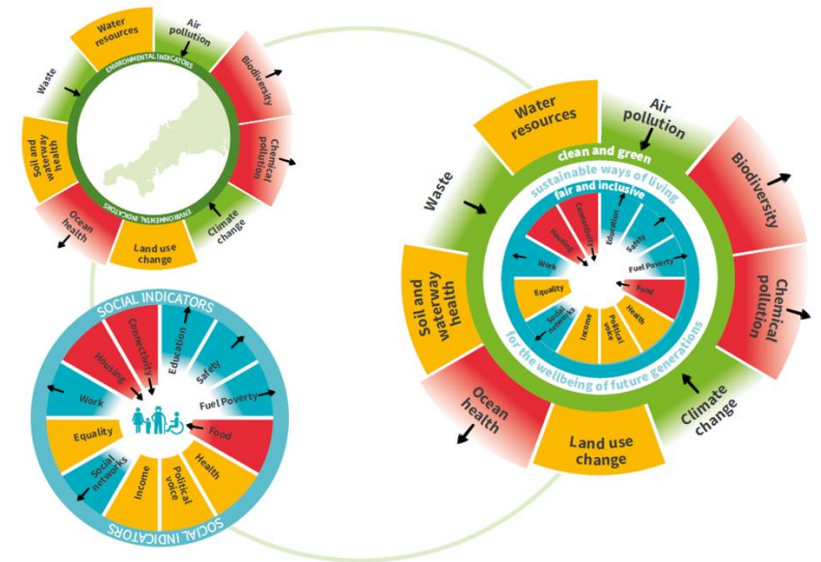 Water
resources
Air
pollution
Biodiversity
Chemical
pollution
Climate
change
Land use
change
Ocean
health
Soil and
waterway
health
Waste
ENVIRONMENTAL INDICATORS
ENVIRONMENTAL INDICATORS
SOCIAL INDICATORS
Education
Safety
Fuel Poverty
Food
Health
Political
voice
Income
Social
networks
Equality
Work
Housing
Connectivity
SOCIAL INDICATORS
Water
resources
Air
pollution
Biodiversity
Chemical
pollution
Climate
change
Land use
change
Ocean
health
Soil and
waterway
health
Waste
clean and green
sustainable ways of living
fair and inclusive
Education
Safety
Fuel Poverty
Food
Health
Political
voice
Income
Social
networks
Equality
Work
Housing
Connectivity
for the wellbeing of future generations